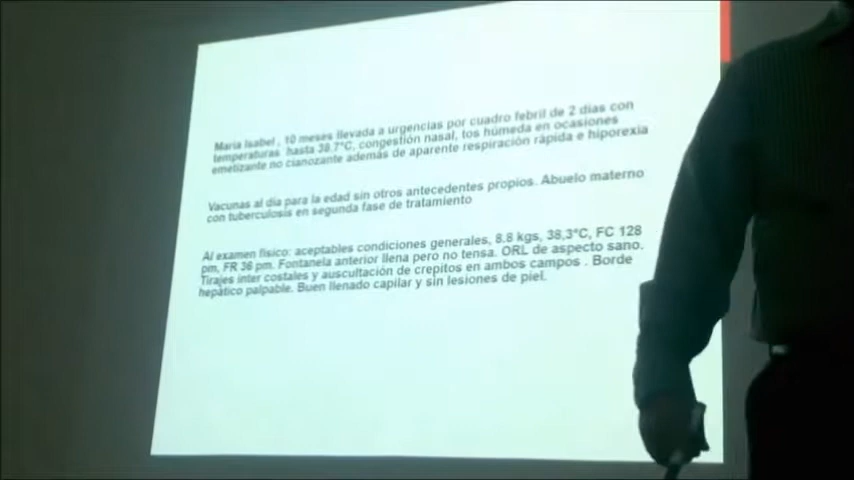 Maria Isabel , 10 meses llevada a urgencias por cuadro febril de 2 dias con
temperaturas hasta 38.7°C, congestión nasal, tos húmeda en ocasiones
emetizante no cianozante además de aparente respiración rápida e hiporexia
Vacunas al dia para la edad sin otros antecedentes propios. Abuelo materno
con tuberculosis en segunda fase de tratamiento
Al examen fisico: aceptables condiciones generales, 8.8 kgs, 38,3°C, FC 128
pm, FR 36 pm. Fontanela anterior llena pero no tensa. ORL de aspecto sano.
Tirajes inter costales y auscultación de crepitos en ambos campos . Borde
hepático palpable. Buen llenado capilar y sin lesiones de piel.